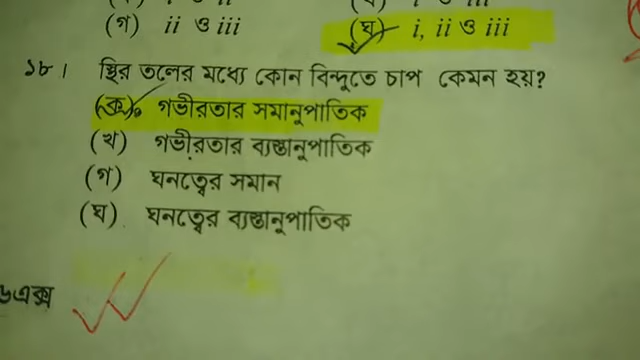 (গ) ii ও iii (ঘ) i, ii ও iii
১৮। স্থির তলের মধ্যে কোন বিন্দুতে চাপ কেমন হয়?
(ক) গভীরতার সমানুপাতিক
(খ) গভীরতার ব্যস্তানুপাতিক
(গ) ঘনত্বের সমান
(ঘ) ঘনত্বের ব্যস্তানুপাতিক
৬এক্স